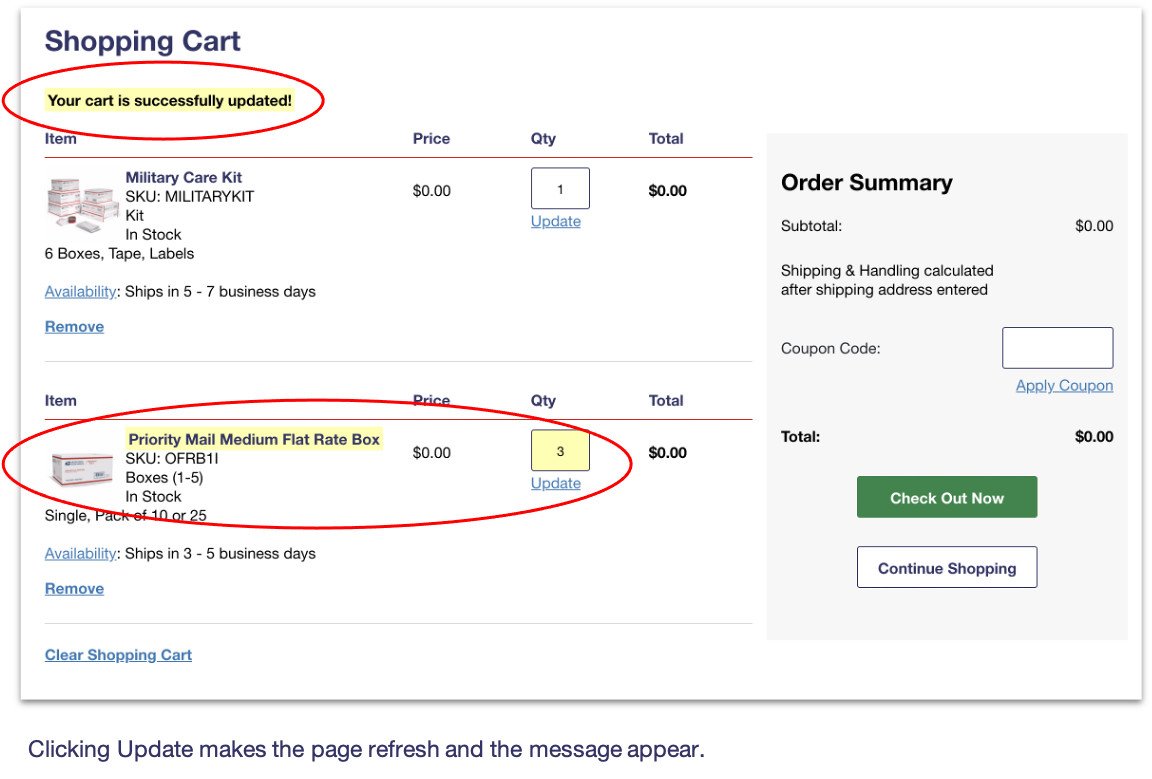 Shopping Cart
Your cart is successfully updated!
Item Price Qty Total
Military Care Kit
SKU: MILITARYKIT
Kit
In Stock
6 Boxes, Tape, Labels
$0.00 1 $0.00
Update
Availability: Ships in 5 - 7 business days
Remove
Item Price Qty Total
Priority Mail Medium Flat Rate Box
SKU: OFRB1I
Boxes (1-5)
In Stock
Single, Pack of 10 or 25
$0.00 3 $0.00
Update
Availability: Ships in 3 - 5 business days
Remove
Clear Shopping Cart
Order Summary
Subtotal: $0.00
Shipping & Handling calculated
after shipping address entered
Coupon Code:
Apply Coupon
Total: $0.00
Check Out Now
Continue Shopping
Clicking Update makes the page refresh and the message appear.